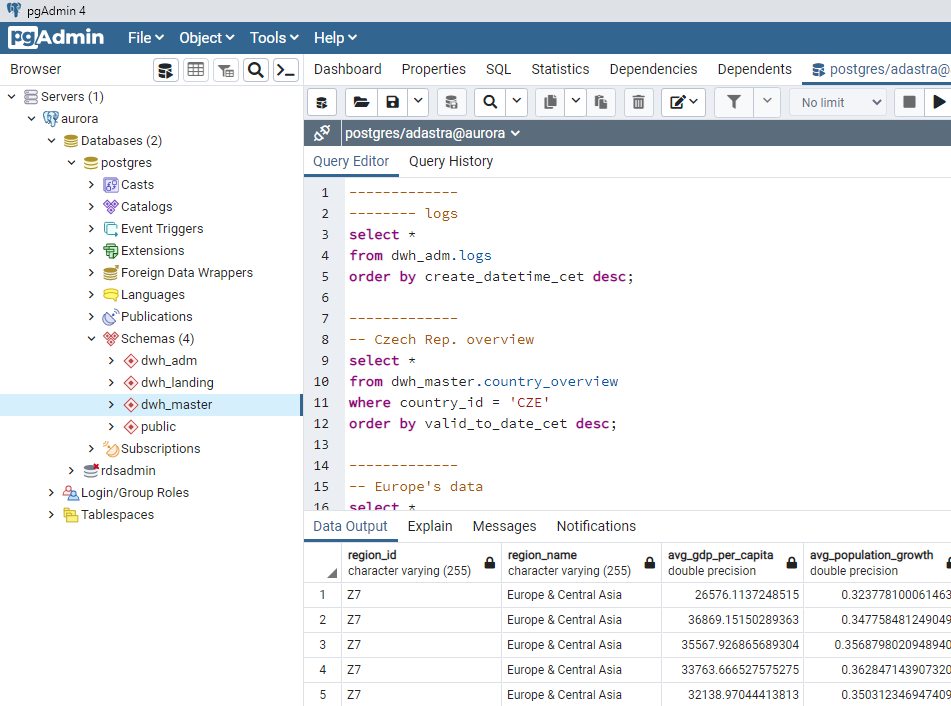 pgAdmin 4
pgAdmin File Object Tools Help
Browser
Dashboard Properties SQL Statistics Dependencies Dependents postgres/adastra@
Servers (1)
aurora
Databases (2)
postgres
Casts
Catalogs
Event Triggers
Extensions
Foreign Data Wrappers
Languages
Publications
Schemas (4)
dwh_adm
dwh_landing
dwh_master
public
Subscriptions
rdsadmin
Login/Group Roles
Tablespaces
No limit
postgres/adastra@aurora
Query Editor Query History
1 -------------
2 -------- logs
3 select *
4 from dwh_adm.logs
5 order by create_datetime_cet desc;
6
7 -------------
8 -- Czech Rep. overview
9 select *
10 from dwh_master.country_overview
11 where country_id = 'CZE'
12 order by valid_to_date_cet desc;
13
14 -------------
15 -- Europe's data
16 select *
Data Output Explain Messages Notifications
region_id region_name avg_gdp_per_capita avg_population_growth
character varying (255) character varying (255) double precision double precision
1 Z7 Europe & Central Asia 26576.1137248515 0.323778100061463
2 Z7 Europe & Central Asia 36869.15150289363 0.347758481249049
3 Z7 Europe & Central Asia 35567.926865689304 0.3568798020948940
4 Z7 Europe & Central Asia 33763.666527575275 0.362847143907320
5 Z7 Europe & Central Asia 32138.97044413813 0.350312346947409